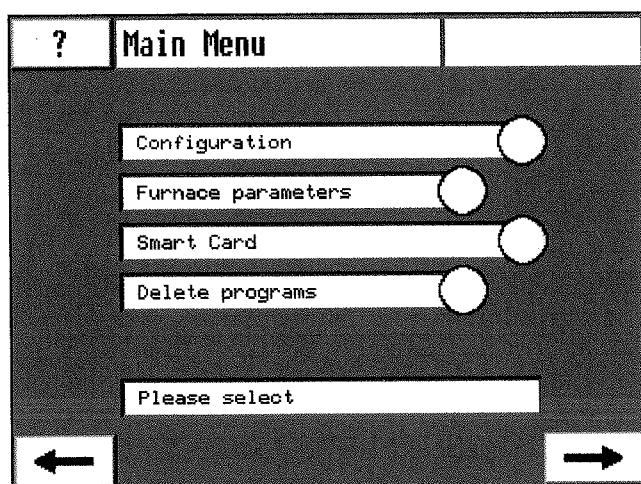 ?
Main Menu
Configuration
Furnace parameters
Smart Card
Delete programs
Please select